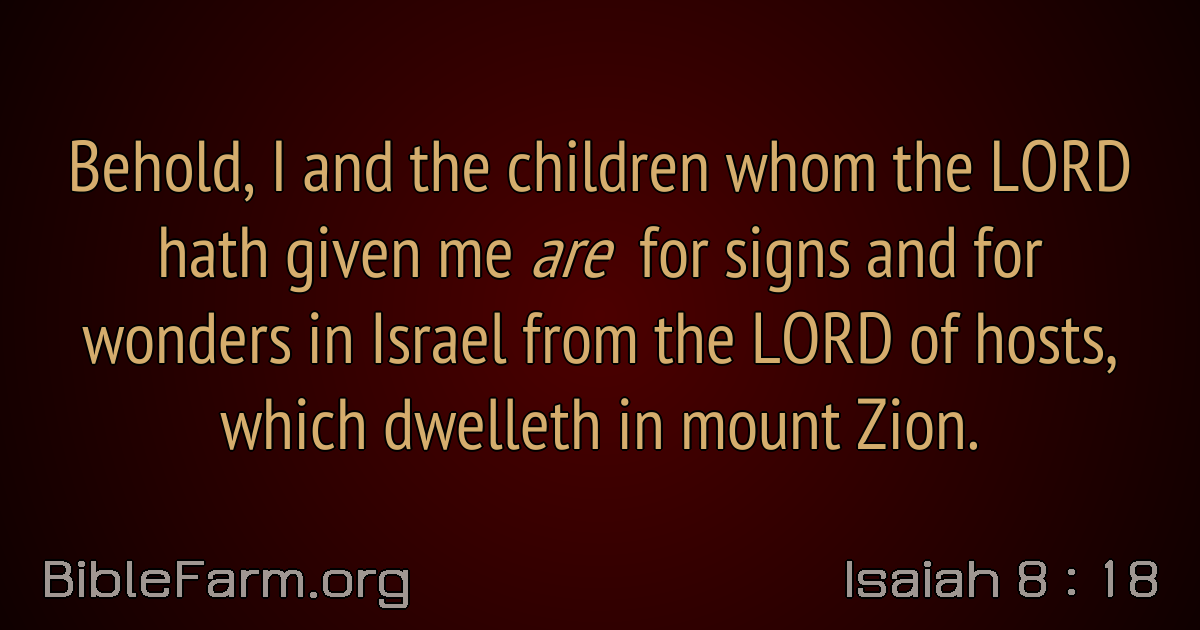 Behold, I and the children whom the LORD
hath given me are for signs and for
wonders in Israel from the LORD of hosts,
which dwelleth in mount Zion.
BibleFarm.org
Isaiah 8 : 18